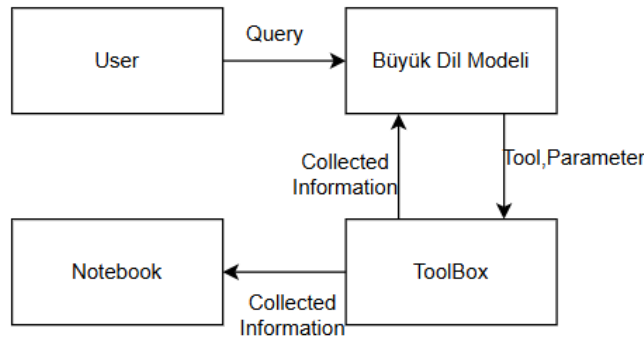 Query
User
Büyük Dil Modeli
Collected
Information
Tool,Parameter
Notebook
ToolBox
Collected
Information